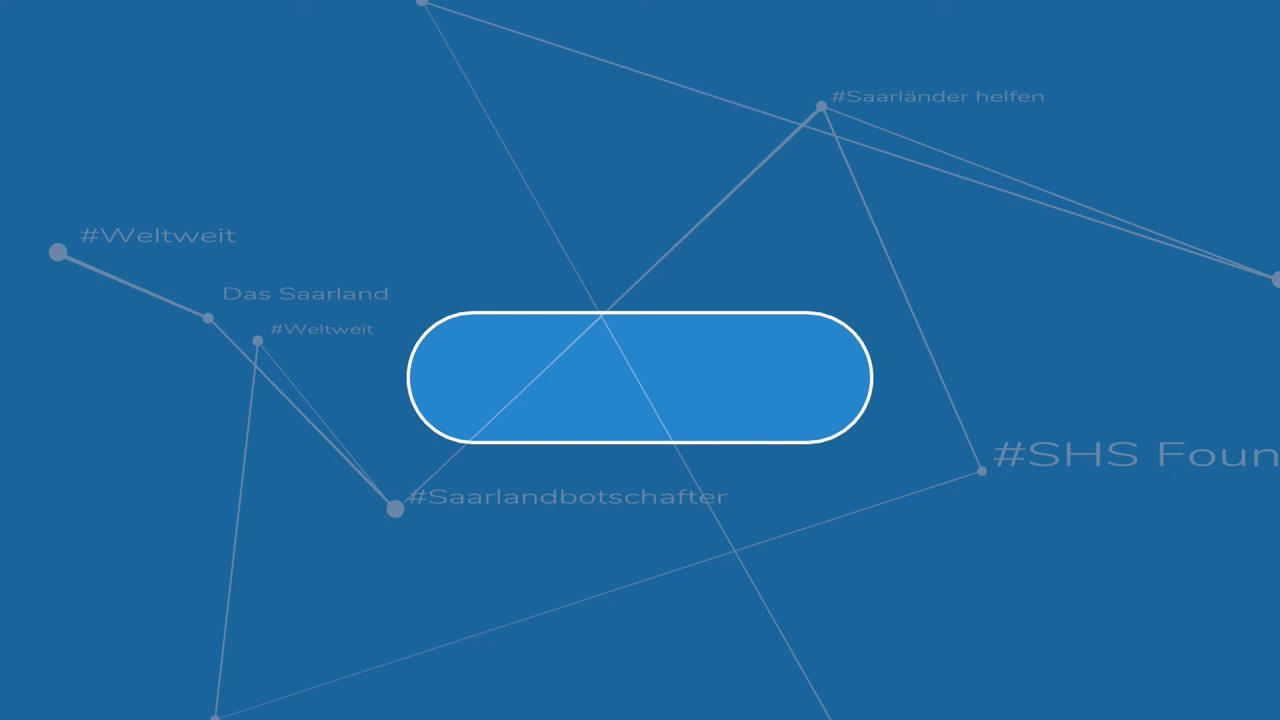 #Saarländer helfen
#Weltweit
Das Saarland
#Weltweit
#SHS Foun
#Saarlandbotschafter